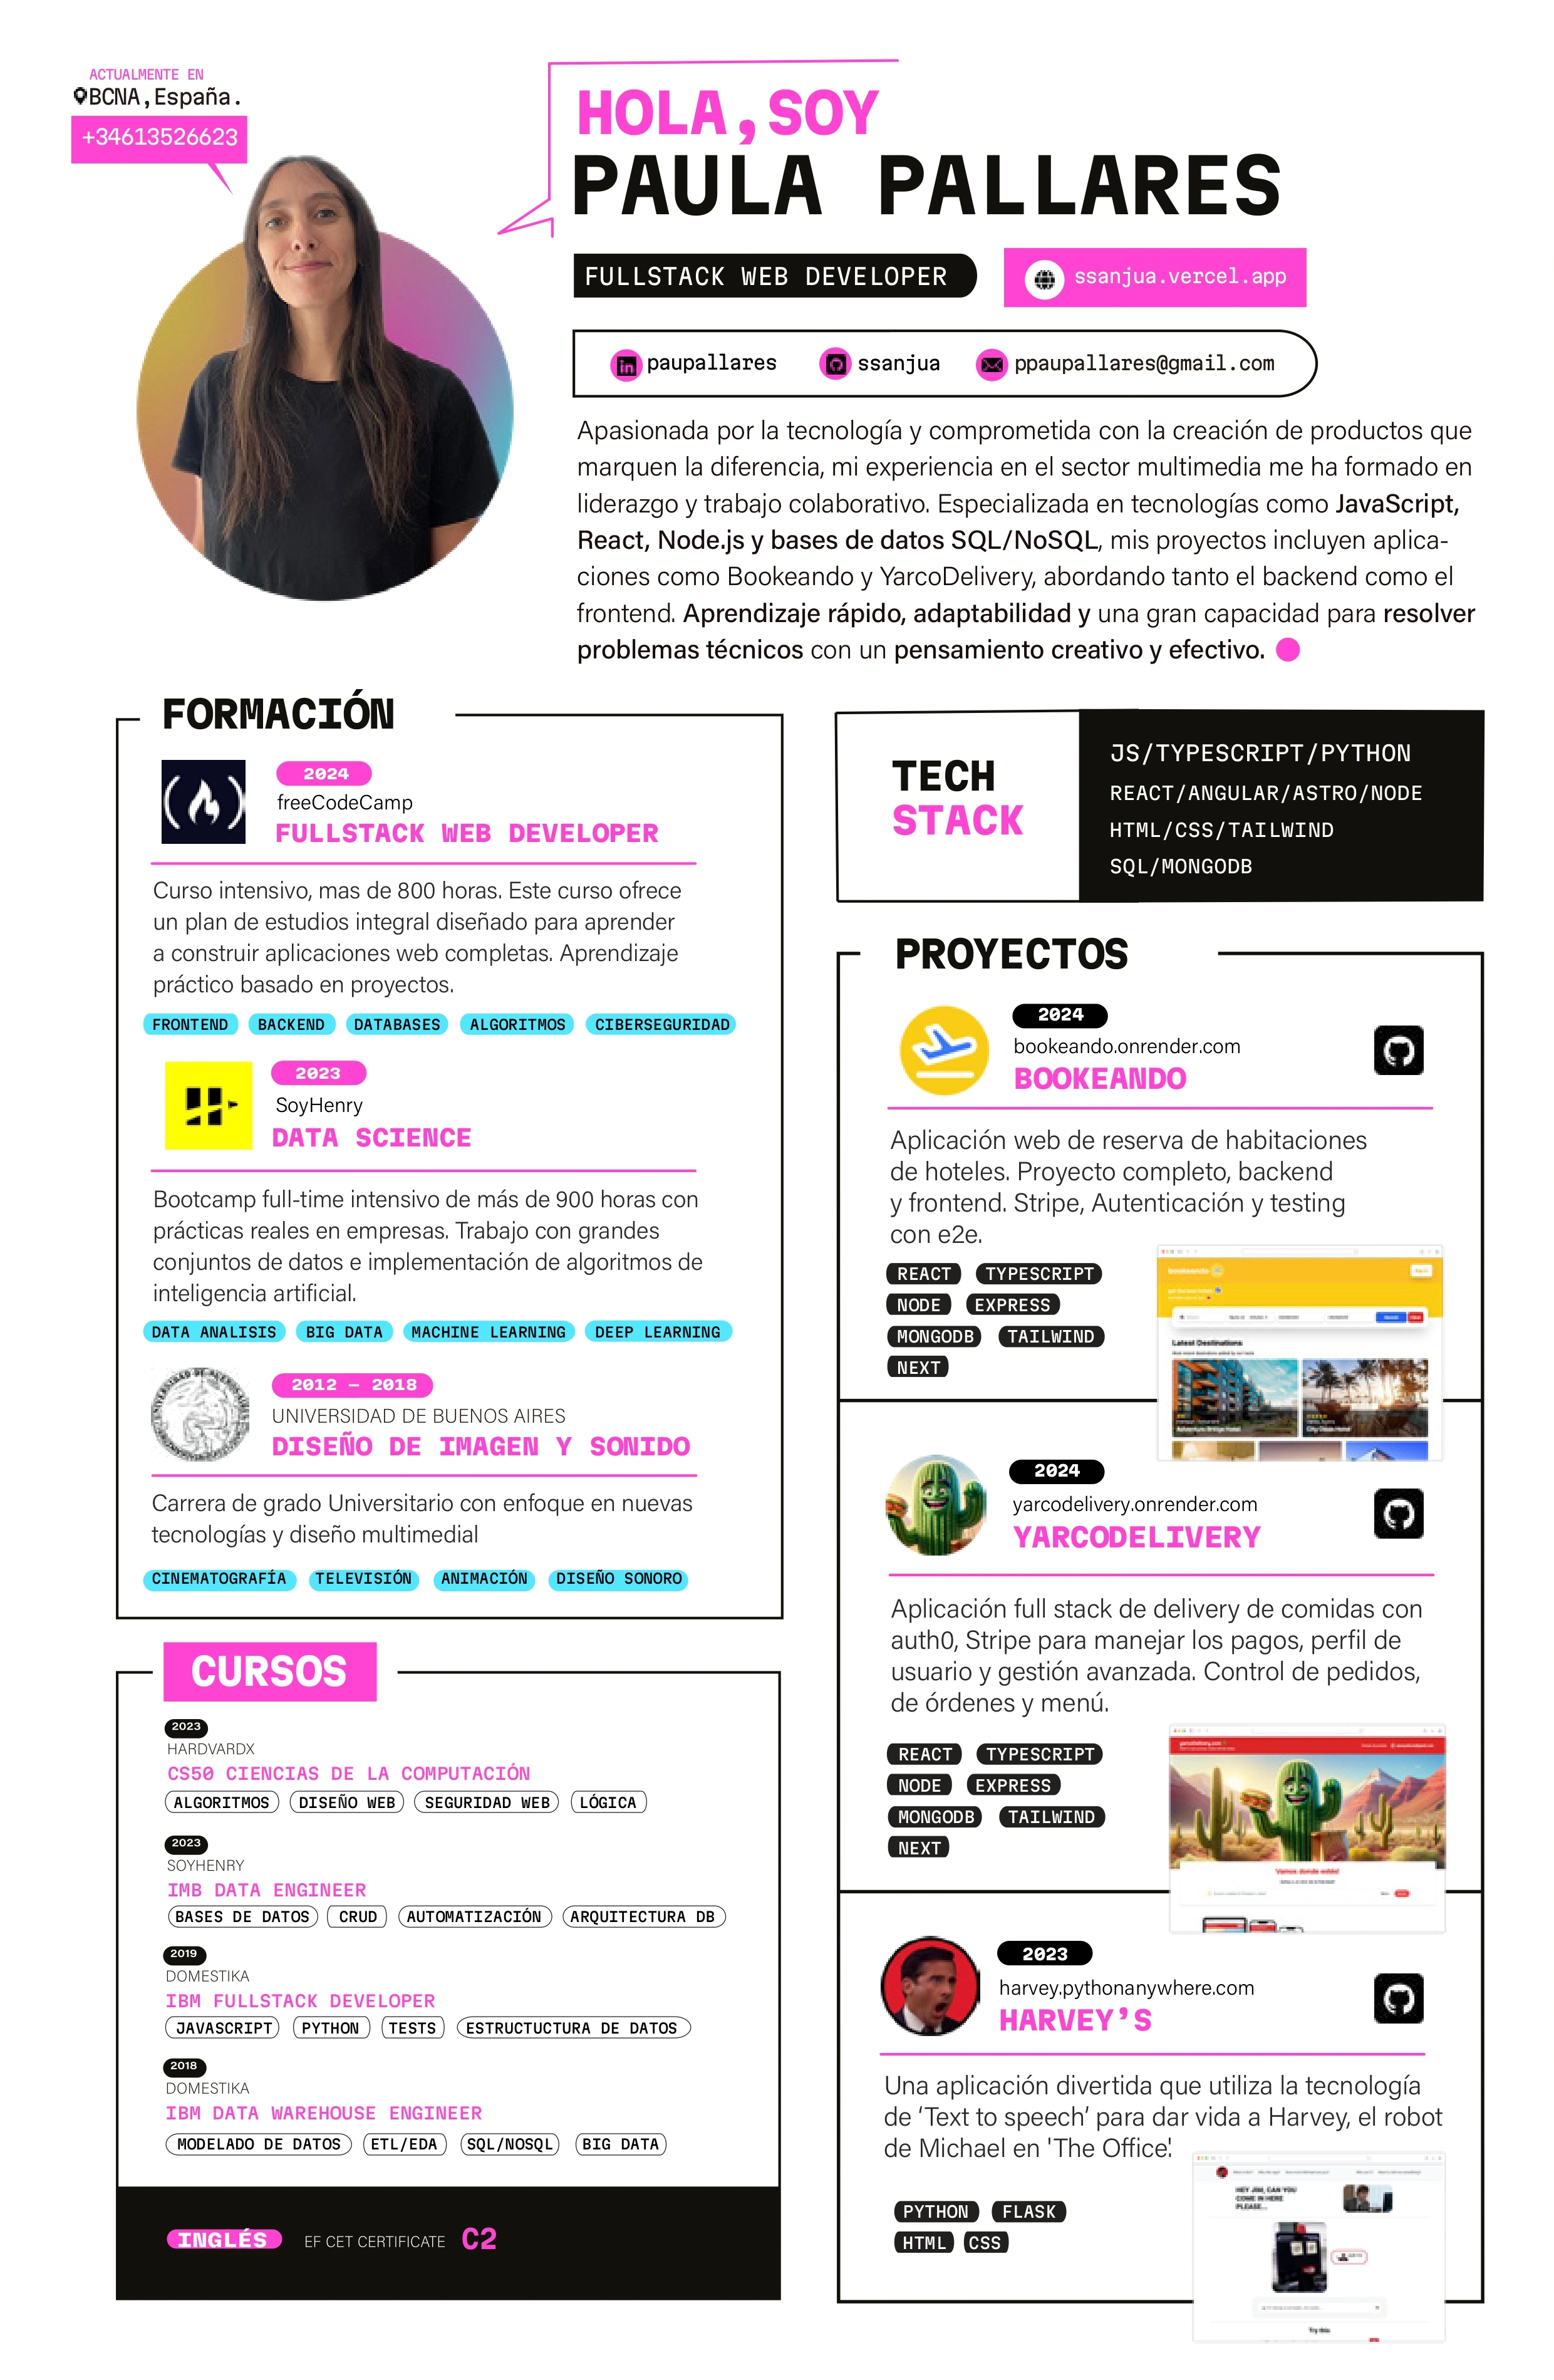 ACTUALMENTE EN
BCNA,España.
+34613526623
HOLA,SOY
PAULA PALLARES
FULLSTACK WEB DEVELOPER
ssanjua.vercel.app
paupallares
ssanjua
ppaupallares@gmail.com
Apasionada por la tecnología y comprometida con la creación de productos que
marquen la diferencia, mi experiencia en el sector multimedia me ha formado en
liderazgo y trabajo colaborativo. Especializada en tecnologías como JavaScript,
React, Node.js y bases de datos SQL/NoSQL, mis proyectos incluyen aplica-
ciones como Bookeando y YarcoDelivery, abordando tanto el backend como el
frontend. Aprendizaje rápido, adaptabilidad y una gran capacidad para resolver
problemas técnicos con un pensamiento creativo y efectivo.
FORMACIÓN
2024
freeCodeCamp
FULLSTACK WEB DEVELOPER
Curso intensivo, mas de 800 horas. Este curso ofrece
un plan de estudios integral diseñado para aprender
a construir aplicaciones web completas. Aprendizaje
práctico basado en proyectos.
FRONTEND BACKEND DATABASES ALGORITMOS CIBERSEGURIDAD
2023
SoyHenry
DATA SCIENCE
Bootcamp full-time intensivo de más de 900 horas con
prácticas reales en empresas. Trabajo con grandes
conjuntos de datos e implementación de algoritmos de
inteligencia artificial.
DATA ANALISIS BIG DATA MACHINE LEARNING DEEP LEARNING
2012 — 2018
UNIVERSIDAD DE BUENOS AIRES
DISEÑO DE IMAGEN Y SONIDO
Carrera de grado Universitario con enfoque en nuevas
tecnologías y diseño multimedial
CINEMATOGRAFÍA TELEVISIÓN ANIMACIÓN DISEÑO SONORO
CURSOS
2023
HARDVARDX
CS50 CIENCIAS DE LA COMPUTACIÓN
ALGORITMOS DISEÑO WEB SEGURIDAD WEB LÓGICA
2023
SOYHENRY
IMB DATA ENGINEER
BASES DE DATOS CRUD AUTOMATIZACIÓN ARQUITECTURA DB
2019
DOMESTIKA
IBM FULLSTACK DEVELOPER
JAVASCRIPT PYTHON TESTS ESTRUCTUCTURA DE DATOS
2018
DOMESTIKA
IBM DATA WAREHOUSE ENGINEER
MODELADO DE DATOS ETL/EDA SQL/NOSQL BIG DATA
INGLÉS EF CET CERTIFICATE C2
TECH
STACK
JS/TYPESCRIPT/PYTHON
REACT/ANGULAR/ASTRO/NODE
HTML/CSS/TAILWIND
SQL/MONGODB
PROYECTOS
2024
bookeando.onrender.com
BOOKEANDO
Aplicación web de reserva de habitaciones
de hoteles. Proyecto completo, backend
y frontend. Stripe, Autenticación y testing
con e2e.
REACT TYPESCRIPT
NODE EXPRESS
MONGODB TAILWIND
NEXT
bookeando
Latest Destinations
2024
yarcodelivery.onrender.com
YARCODELIVERY
Aplicación full stack de delivery de comidas con
auth0, Stripe para manejar los pagos, perfil de
usuario y gestión avanzada. Control de pedidos,
de órdenes y menú.
REACT TYPESCRIPT
NODE EXPRESS
MONGODB TAILWIND
NEXT
2023
harvey.pythonanywhere.com
HARVEY’S
Una aplicación divertida que utiliza la tecnología
de ‘Text to speech’ para dar vida a Harvey, el robot
de Michael en 'The Office'.
PYTHON FLASK
HTML CSS
HEY JIM, CAN YOU
COME IN HERE
PLEASE...
Try this: